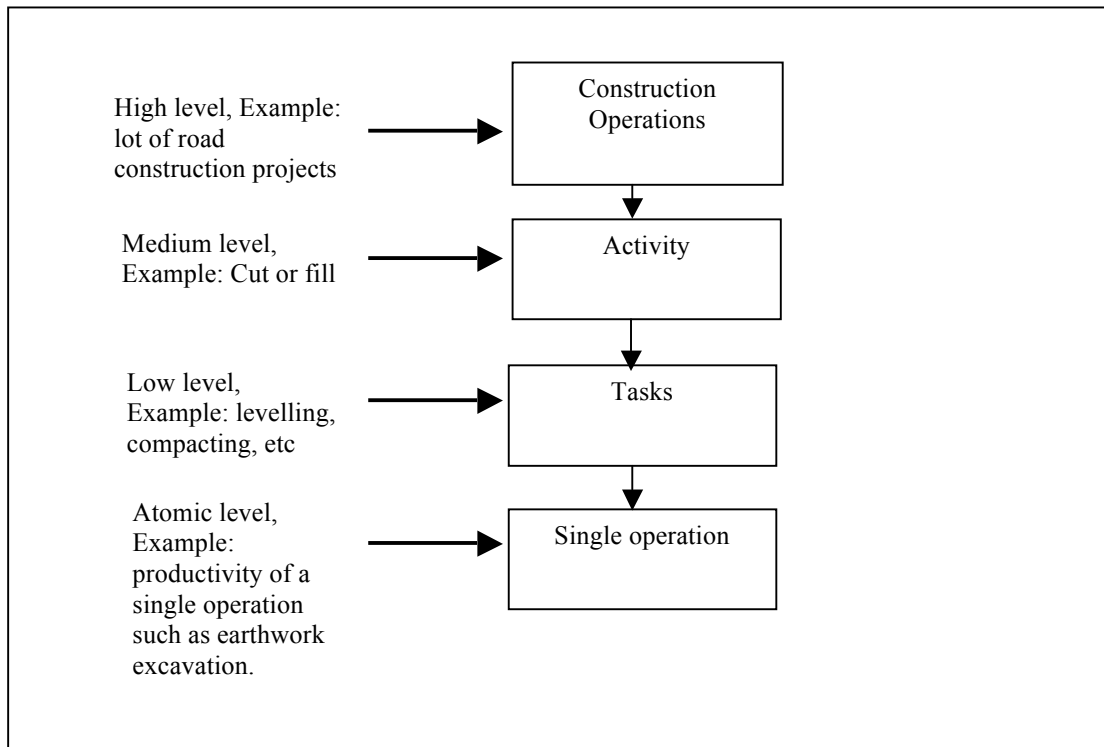 High level, Example:
lot of road
construction projects
Construction
Operations
Medium level,
Example: Cut or fill
Activity
Low level,
Example: levelling,
compacting, etc
Tasks
Atomic level,
Example:
productivity of a
single operation
such as earthwork
excavation.
Single operation